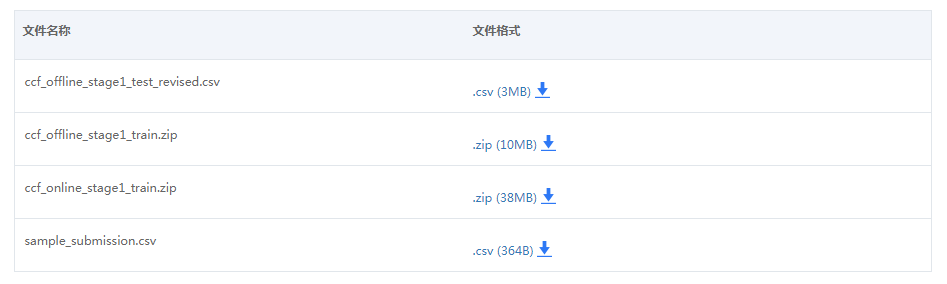 文件名称 文件格式
ccf_offline_stage1_test_revised.csv .csv (3MB)
ccf_offline_stage1_train.zip .zip (10MB)
ccf_online_stage1_train.zip .zip (38MB)
sample_submission.csv .csv (364B)